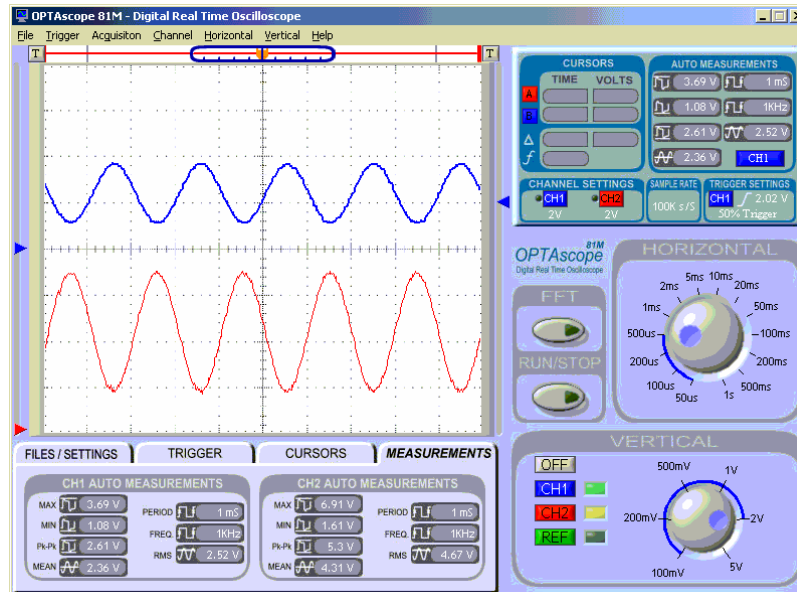 OPTAscope 81M - Digital Real Time Oscilloscope
File Trigger Acquisiton Channel Horizontal Vertical Help
T T
CURSORS
TIME VOLTS
A
B
Δ
f
AUTO MEASUREMENTS
3.69 V 1 mS
1.08 V 1KHz
2.61 V 2.52 V
2.36 V CH1
CHANNEL SETTINGS
CH1 CH2
2V 2V
SAMPLE RATE
100K s/S
TRIGGER SETTINGS
CH1 2.02 V
50% Trigger
OPTAscope 81M
Digital Real Time Oscilloscope
FFT
RUN/STOP
HORIZONTAL
50us
100us
200us
500us
1ms
2ms
5ms
10ms
20ms
50ms
100ms
200ms
500ms
1s
FILES / SETTINGS TRIGGER CURSORS MEASUREMENTS
CH1 AUTO MEASUREMENTS
MAX 3.69 V
MIN 1.08 V
Pk-Pk 2.61 V
MEAN 2.36 V
PERIOD 1 mS
FREQ. 1KHz
RMS 2.52 V
CH2 AUTO MEASUREMENTS
MAX 6.91 V
MIN 1.61 V
Pk-Pk 5.3 V
MEAN 4.31 V
PERIOD 1 mS
FREQ. 1KHz
RMS 4.67 V
VERTICAL
OFF
CH1
CH2
REF
100mV
200mV
500mV
1V
2V
5V